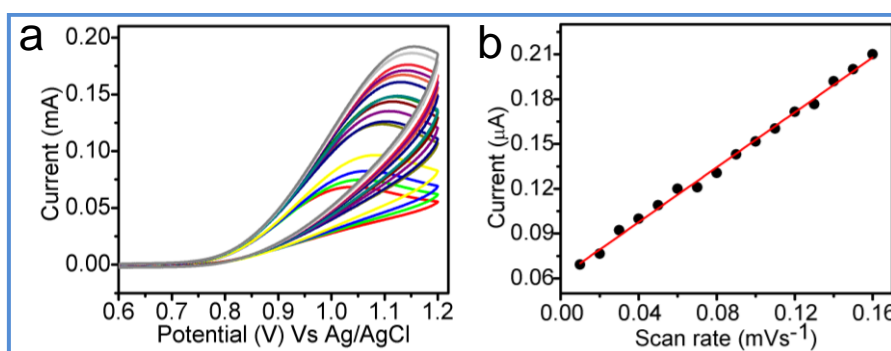 a
0.20
0.15
0.10
0.05
0.00
Current (mA)
0.6 0.7 0.8 0.9 1.0 1.1 1.2
Potential (V) Vs Ag/AgCl
b
0.21
0.18
0.15
0.12
0.09
0.06
Current (μA)
0.00 0.04 0.08 0.12 0.16
Scan rate (mVs⁻¹)